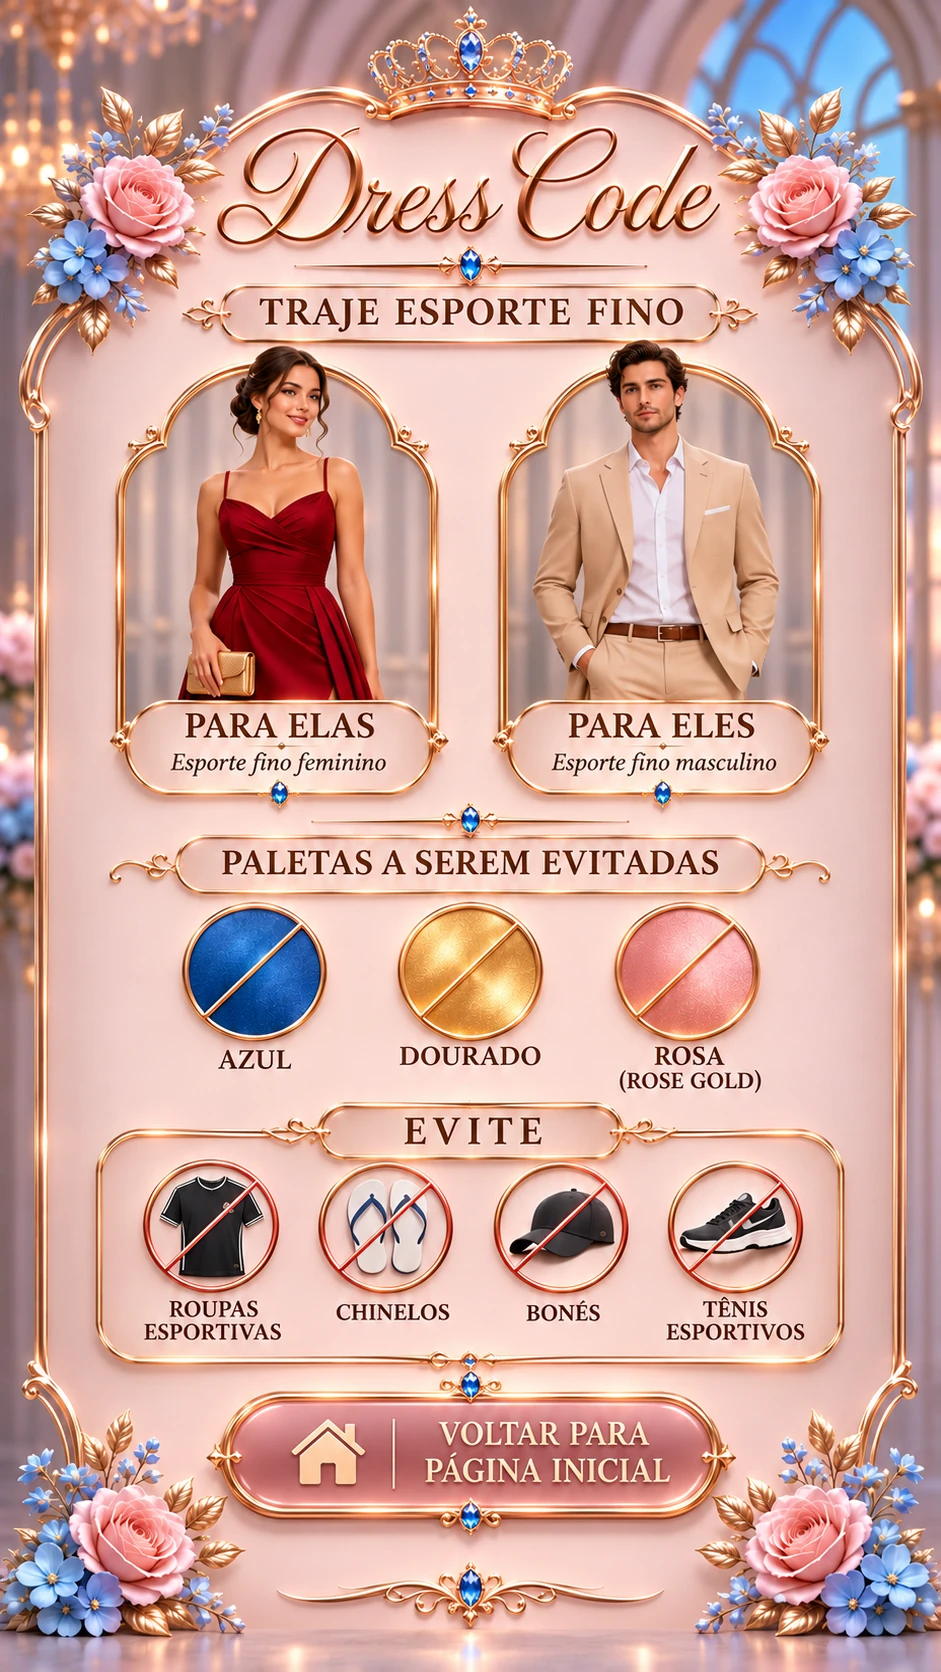 Dress Code
TRAJE ESPORTE FINO
PARA ELAS
Esporte fino feminino
PARA ELES
Esporte fino masculino
PALETAS A SEREM EVITADAS
AZUL
DOURADO
ROSA
(ROSE GOLD)
EVITE
ROUPAS
ESPORTIVAS
CHINELOS
BONÉS
TÊNIS
ESPORTIVOS
VOLTAR PARA
PÁGINA INICIAL